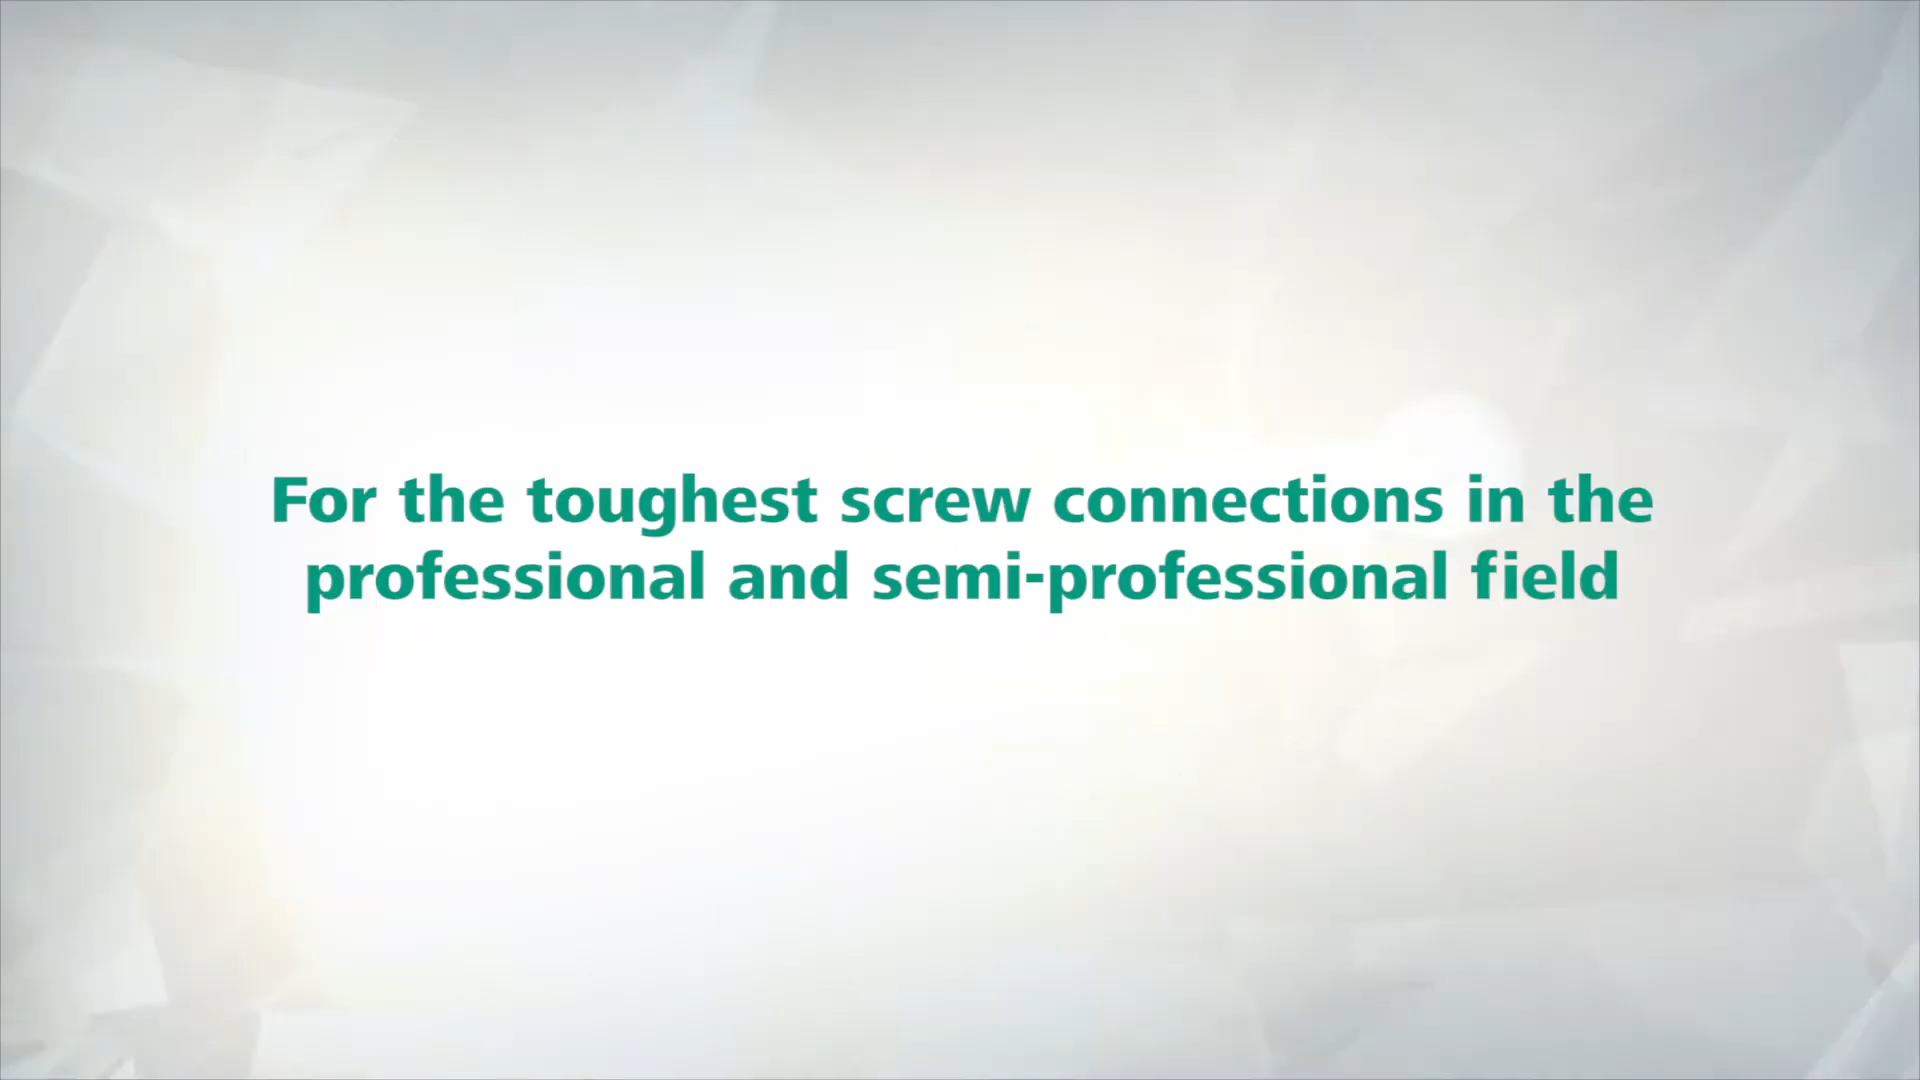 For the toughest screw connections in the
professional and semi-professional field